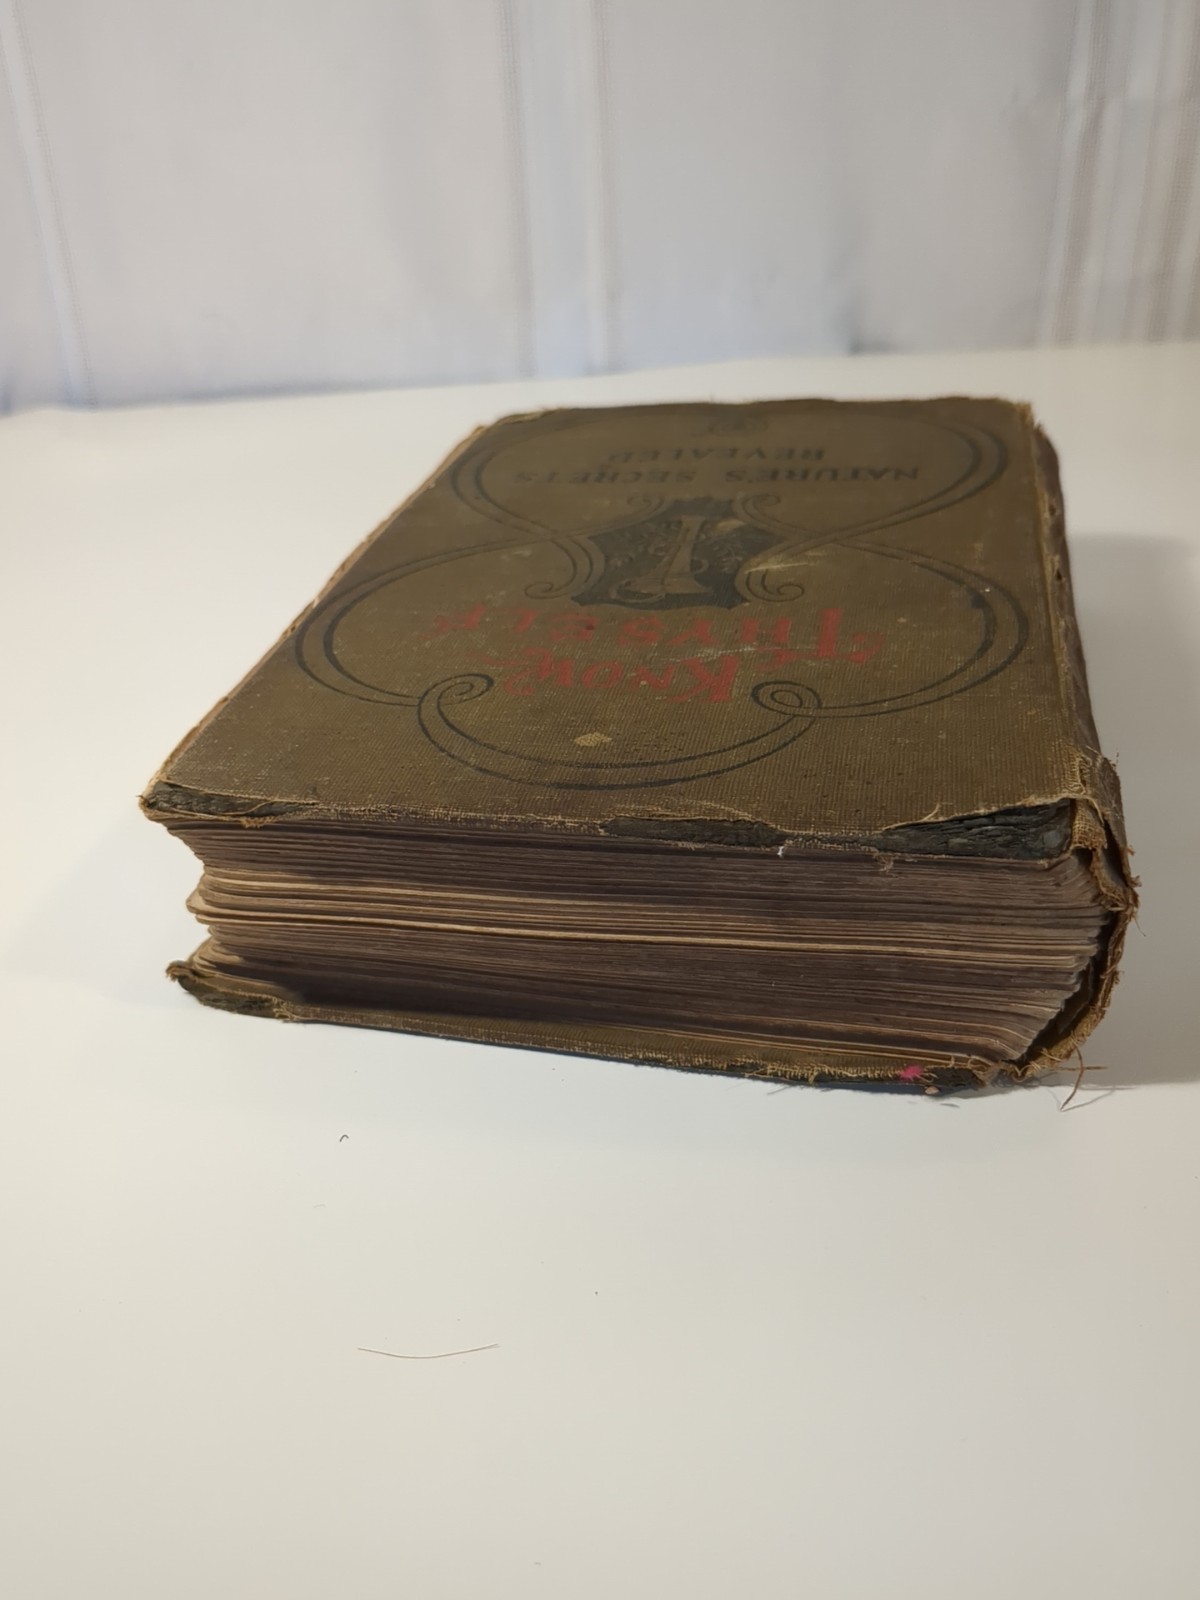 KNOW
THYSELF
NATURE'S SECRETS
REVEALED